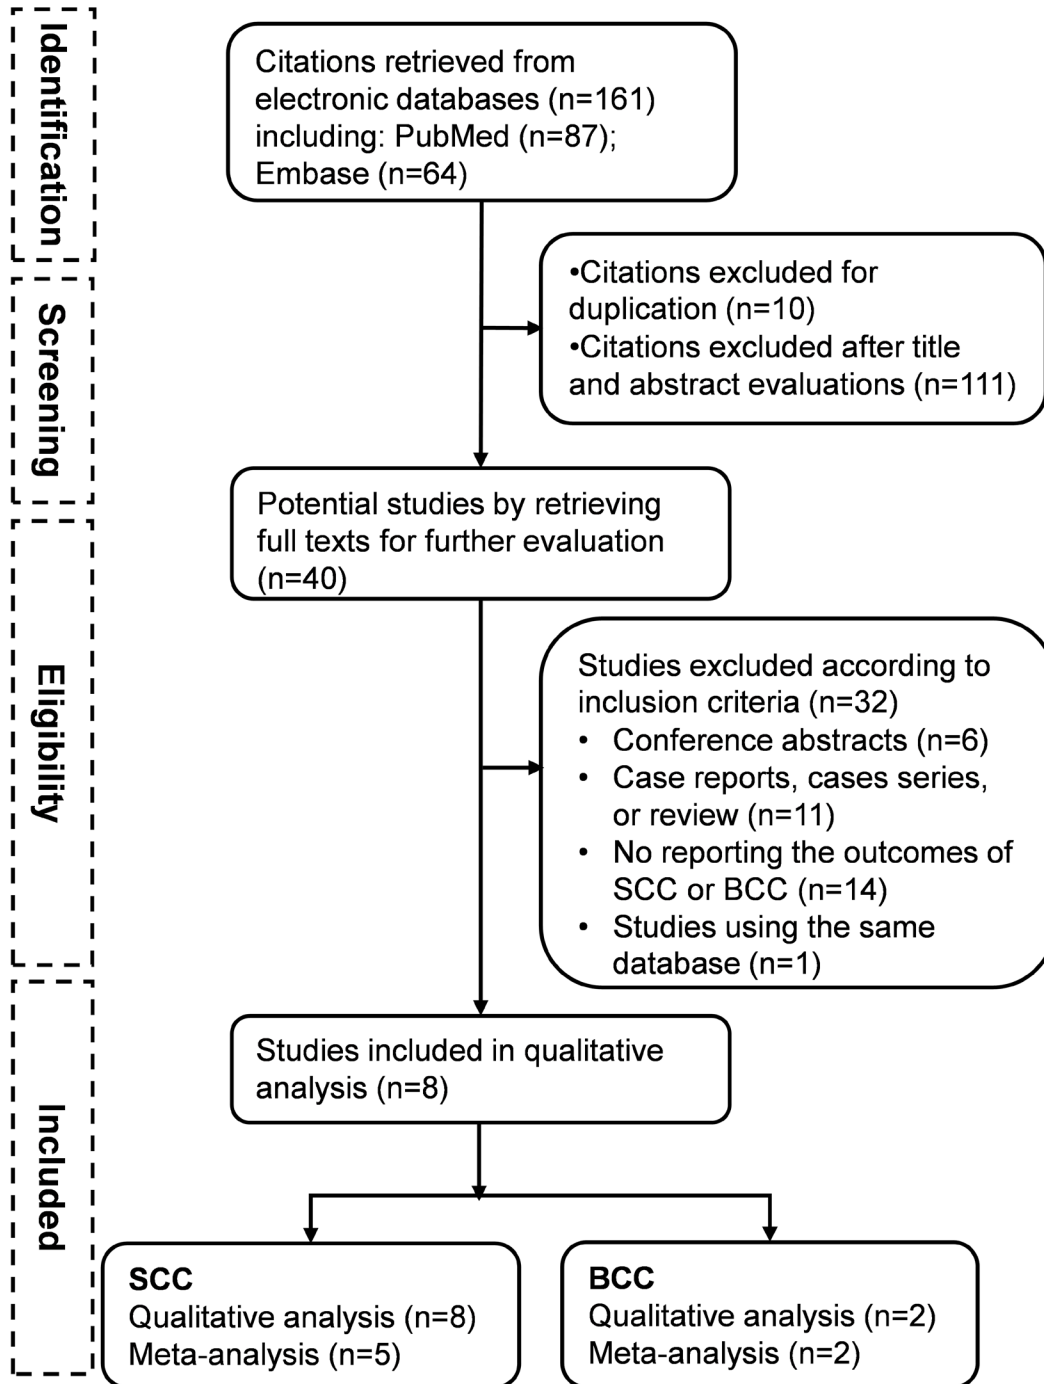 Identification
Citations retrieved from
electronic databases (n=161)
including: PubMed (n=87);
Embase (n=64)
Screening
•Citations excluded for
duplication (n=10)
•Citations excluded after title
and abstract evaluations (n=111)
Potential studies by retrieving
full texts for further evaluation
(n=40)
Eligibility
Studies excluded according to
inclusion criteria (n=32)
• Conference abstracts (n=6)
• Case reports, cases series,
or review (n=11)
• No reporting the outcomes of
SCC or BCC (n=14)
• Studies using the same
database (n=1)
Included
Studies included in qualitative
analysis (n=8)
SCC
Qualitative analysis (n=8)
Meta-analysis (n=5)
BCC
Qualitative analysis (n=2)
Meta-analysis (n=2)